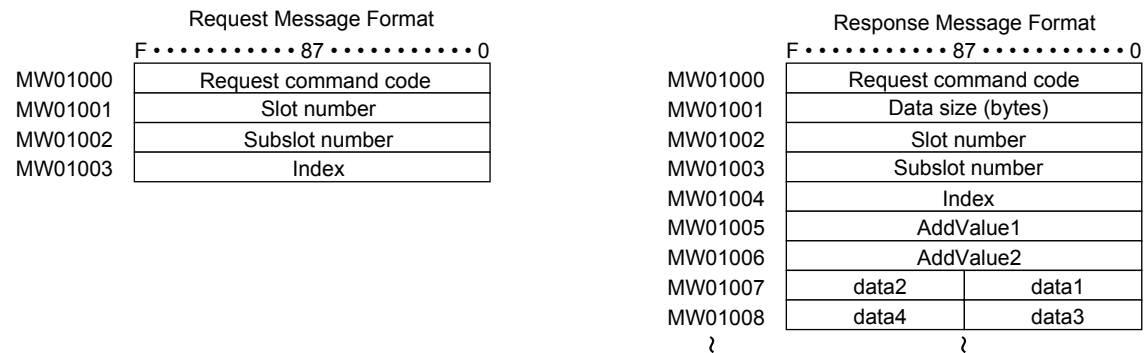 Request Message Format
F • • • • • • • • • • • 87 • • • • • • • • • • • • 0
MW01000 Request command code
MW01001 Slot number
MW01002 Subslot number
MW01003 Index
Response Message Format
F • • • • • • • • • • • 87 • • • • • • • • • • • • 0
MW01000 Request command code
MW01001 Data size (bytes)
MW01002 Slot number
MW01003 Subslot number
MW01004 Index
MW01005 AddValue1
MW01006 AddValue2
MW01007 data2 data1
MW01008 data4 data3
~ ~